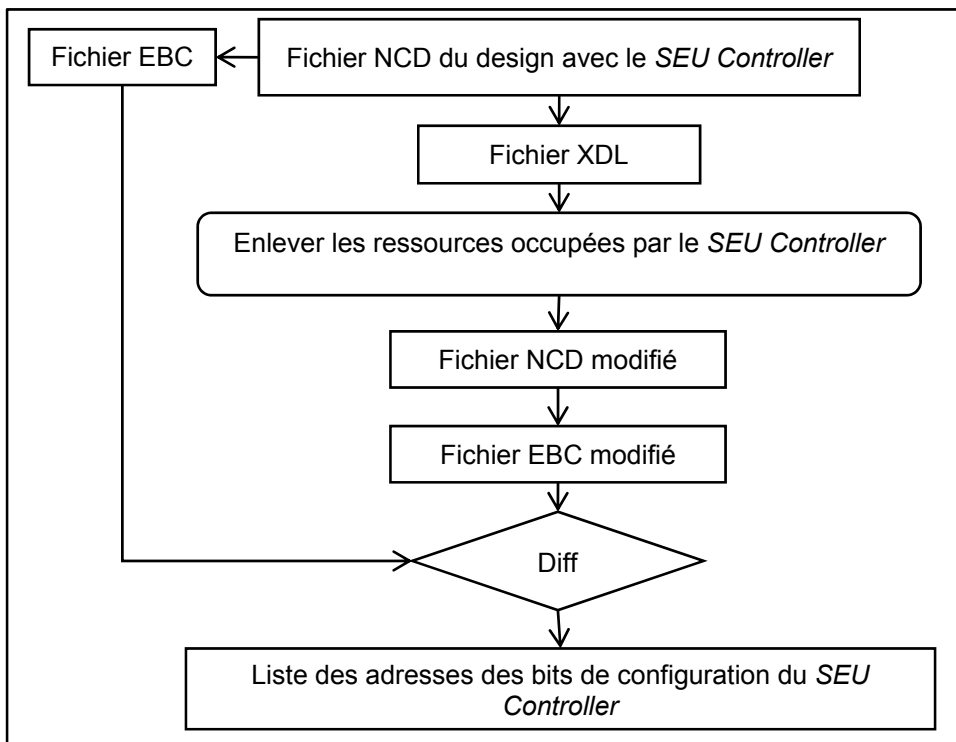 Fichier EBC
Fichier NCD du design avec le SEU Controller
Fichier XDL
Enlever les ressources occupées par le SEU Controller
Fichier NCD modifié
Fichier EBC modifié
Diff
Liste des adresses des bits de configuration du SEU
Controller